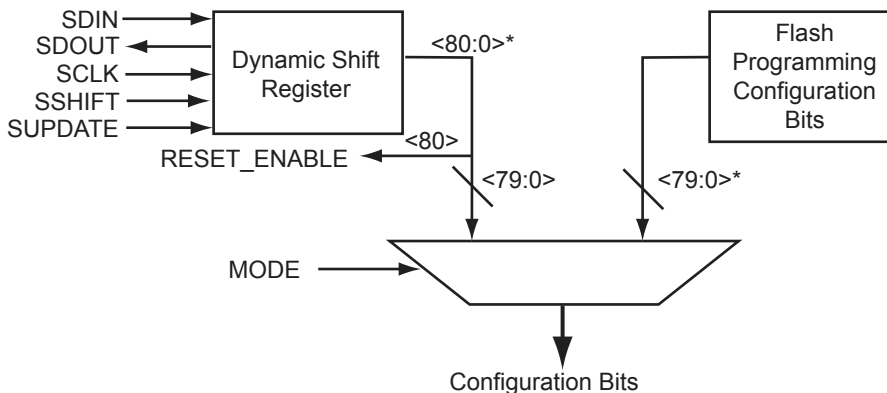 SDIN
SDOUT
SCLK
SSHIFT
SUPDATE
Dynamic Shift
Register
<80:0>*
Flash
Programming
Configuration
Bits
<80>
RESET_ENABLE
<79:0>
<79:0>*
MODE
Configuration Bits